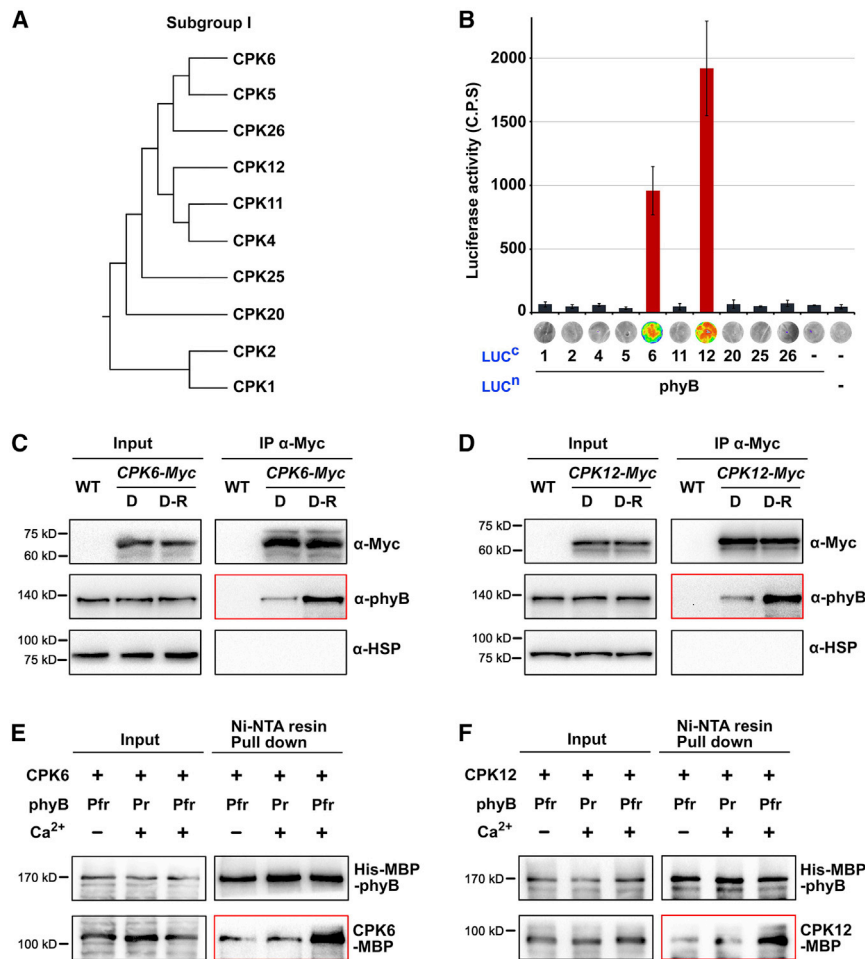 A
Subgroup I
CPK6
CPK5
CPK26
CPK12
CPK11
CPK4
CPK25
CPK20
CPK2
CPK1
B
Luciferase activity (C.P.S)
2000
1500
1000
500
0
LUCᶜ 1 2 4 5 6 11 12 20 25 26 - -
LUCⁿ phyB -
C
Input IP α-Myc
WT CPK6-Myc WT CPK6-Myc
D D-R D D-R
75 kD
60 kD
α-Myc
140 kD
α-phyB
100 kD
75 kD
α-HSP
D
Input IP α-Myc
WT CPK12-Myc WT CPK12-Myc
D D-R D D-R
75 kD
60 kD
α-Myc
140 kD
α-phyB
100 kD
75 kD
α-HSP
E
Input Ni-NTA resin
Pull down
CPK6 + + + + + +
phyB Pfr Pr Pfr Pfr Pr Pfr
Ca²⁺ − + + − + +
170 kD
His-MBP
-phyB
100 kD
CPK6
-MBP
F
Input Ni-NTA resin
Pull down
CPK12 + + + + + +
phyB Pfr Pr Pfr Pfr Pr Pfr
Ca²⁺ − + + − + +
170 kD
His-MBP
-phyB
100 kD
CPK12
-MBP